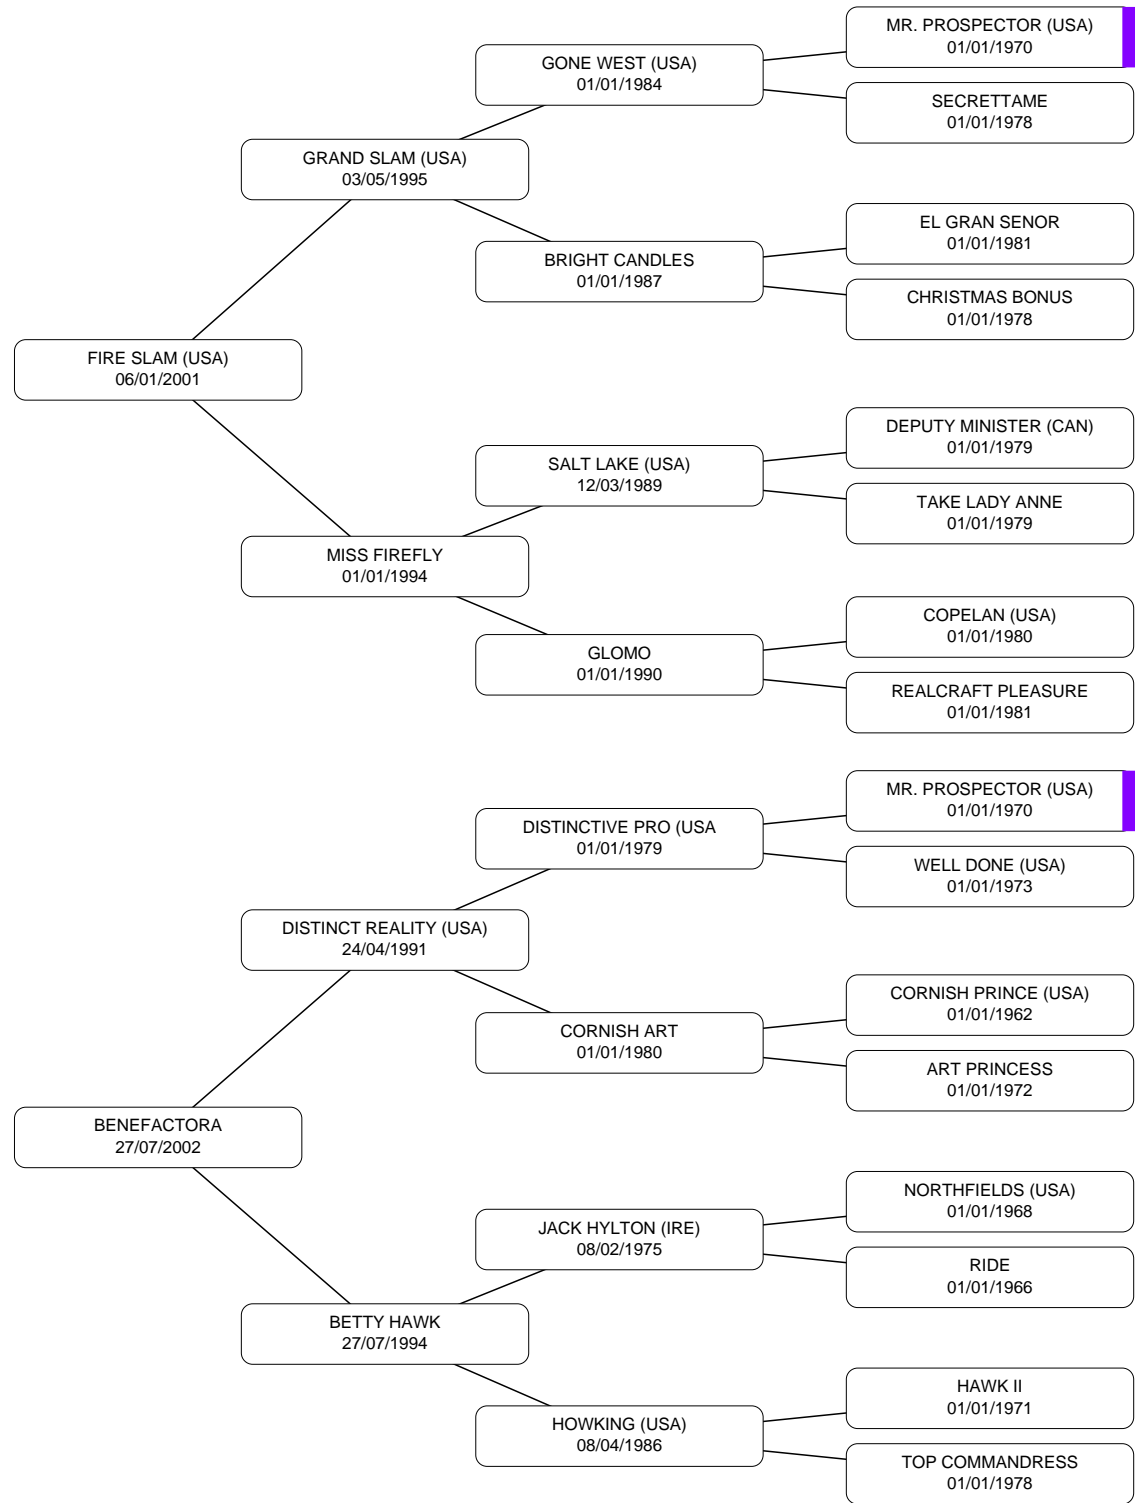 MR. PROSPECTOR (USA)
01/01/1970
GONE WEST (USA)
01/01/1984
SECRETTAME
01/01/1978
GRAND SLAM (USA)
03/05/1995
EL GRAN SENOR
01/01/1981
BRIGHT CANDLES
01/01/1987
CHRISTMAS BONUS
01/01/1978
FIRE SLAM (USA)
06/01/2001
DEPUTY MINISTER (CAN)
01/01/1979
SALT LAKE (USA)
12/03/1989
TAKE LADY ANNE
01/01/1979
MISS FIREFLY
01/01/1994
COPELAN (USA)
01/01/1980
GLOMO
01/01/1990
REALCRAFT PLEASURE
01/01/1981
MR. PROSPECTOR (USA)
01/01/1970
DISTINCTIVE PRO (USA
01/01/1979
WELL DONE (USA)
01/01/1973
DISTINCT REALITY (USA)
24/04/1991
CORNISH PRINCE (USA)
01/01/1962
CORNISH ART
01/01/1980
ART PRINCESS
01/01/1972
BENEFACTORA
27/07/2002
NORTHFIELDS (USA)
01/01/1968
JACK HYLTON (IRE)
08/02/1975
RIDE
01/01/1966
BETTY HAWK
27/07/1994
HAWK II
01/01/1971
HOWKING (USA)
08/04/1986
TOP COMMANDRESS
01/01/1978